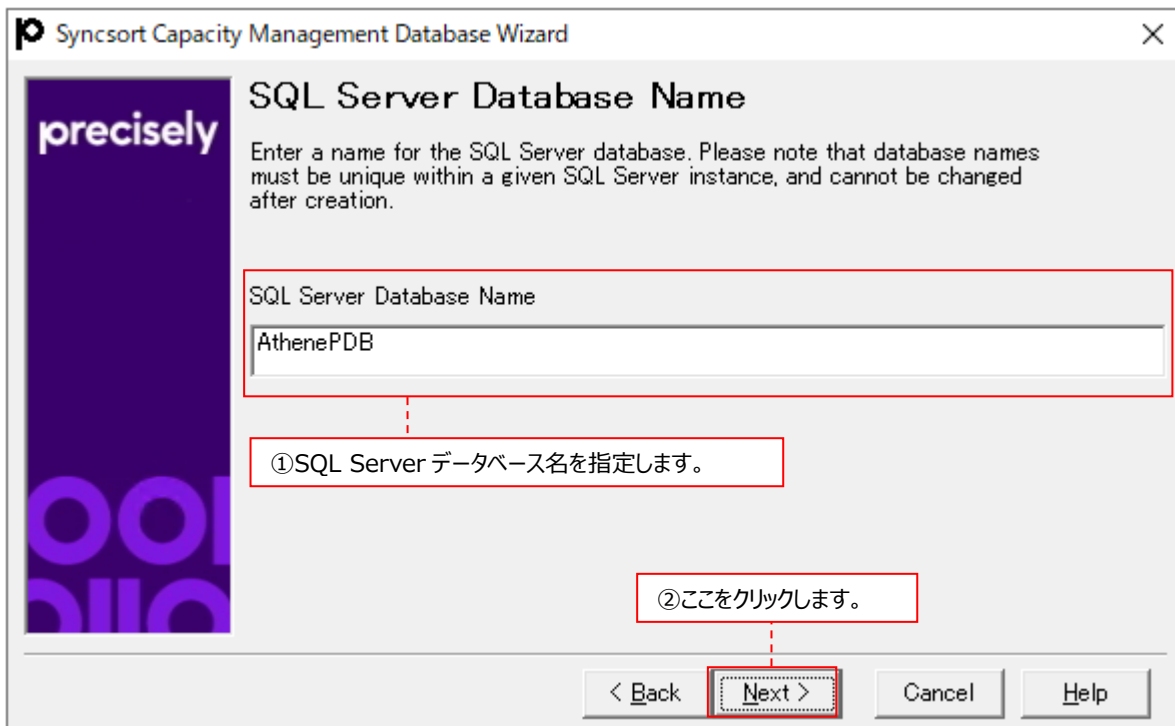 Syncsort Capacity Management Database Wizard
precisely
SQL Server Database Name
Enter a name for the SQL Server database. Please note that database names
must be unique within a given SQL Server instance, and cannot be changed
after creation.
SQL Server Database Name
AthenePDB
①SQL Server データベース名を指定します。
②ここをクリックします。
< Back
Next >
Cancel
Help